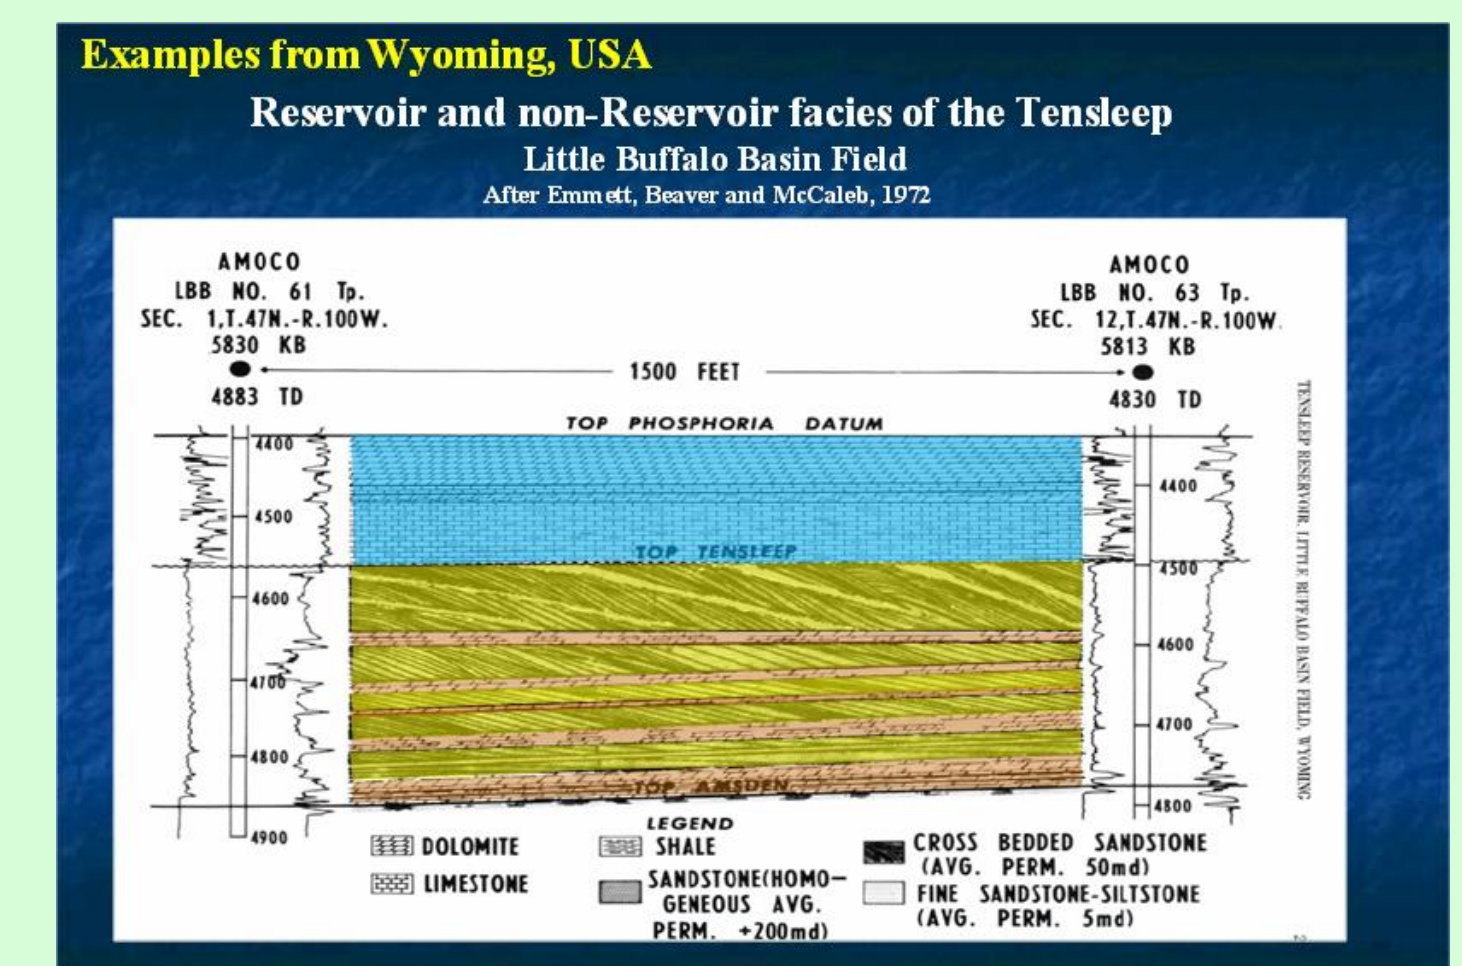 Examples from Wyoming, USA
Reservoir and non-Reservoir facies of the Tensleep
Little Buffalo Basin Field
After Emmett, Beaver and McCaleb, 1972
AMOCO
LBB NO. 61 Tp.
SEC. 1,T.47N.-R.100W.
5830 KB
4883 TD
AMOCO
LBB NO. 63 Tp.
SEC. 12,T.47N.-R.100W.
5813 KB
4830 TD
1500 FEET
TOP PHOSPHORIA DATUM
4400
4500
4600
4700
4800
4900
TOP TENSLEEP
TOP AMSDEN
4400
4500
4600
4700
4800
TENSLEEP RESERVOIR, LITTLE BUFFALO BASIN FIELD, WYOMING
LEGEND
DOLOMITE
LIMESTONE
SHALE
SANDSTONE(HOMO-
GENEOUS AVG.
PERM. +200md)
CROSS BEDDED SANDSTONE
(AVG. PERM. 50md)
FINE SANDSTONE-SILTSTONE
(AVG. PERM. 5md)